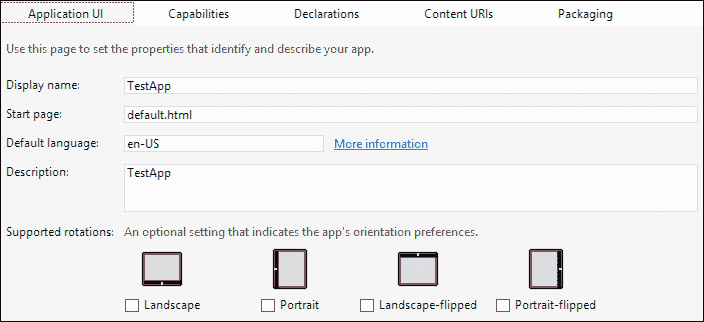 Application UI Capabilities Declarations Content URIs Packaging
Use this page to set the properties that identify and describe your app.
Display name: TestApp
Start page: default.html
Default language: en-US More information
Description: TestApp
Supported rotations: An optional setting that indicates the app's orientation preferences.
Landscape Portrait Landscape-flipped Portrait-flipped